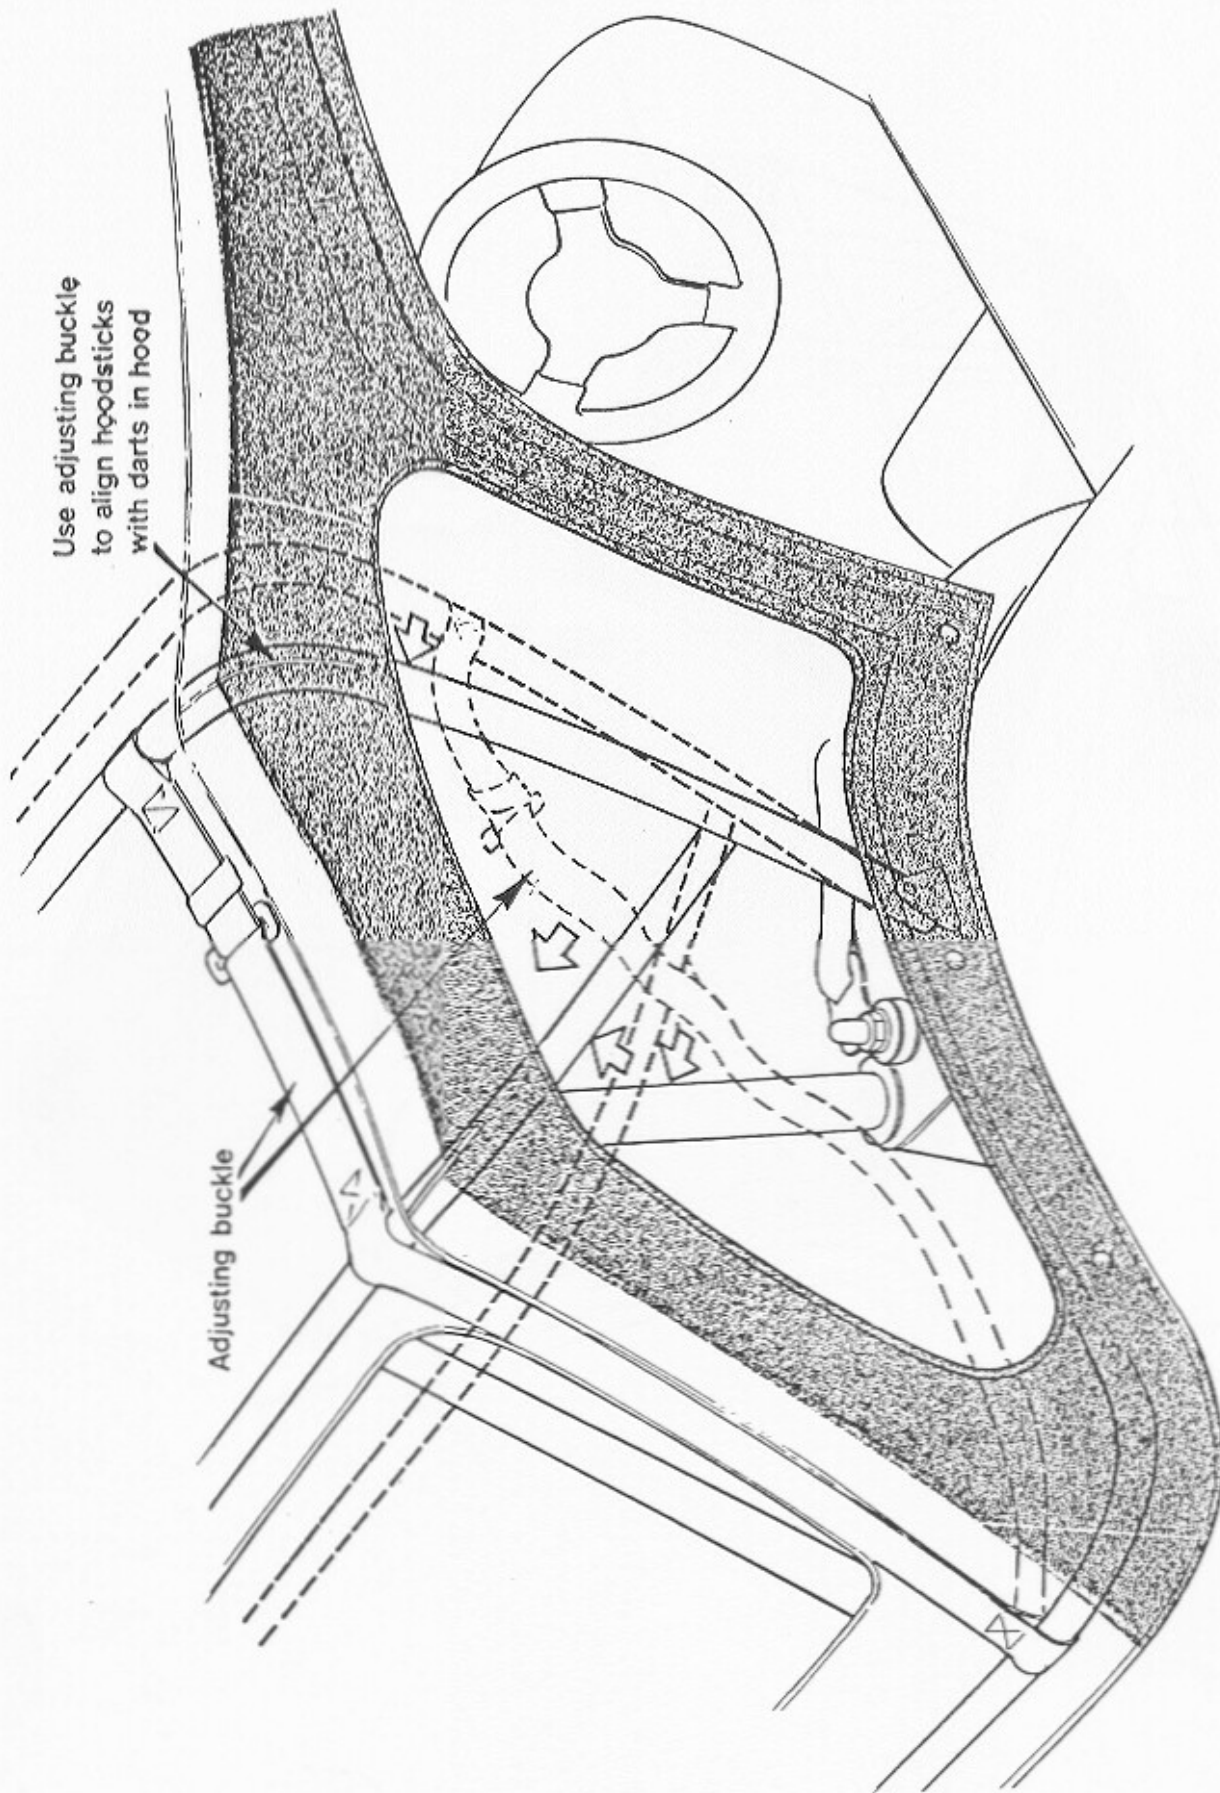 Use adjusting buckle
to align hoodsticks
with darts in hood
Adjusting buckle